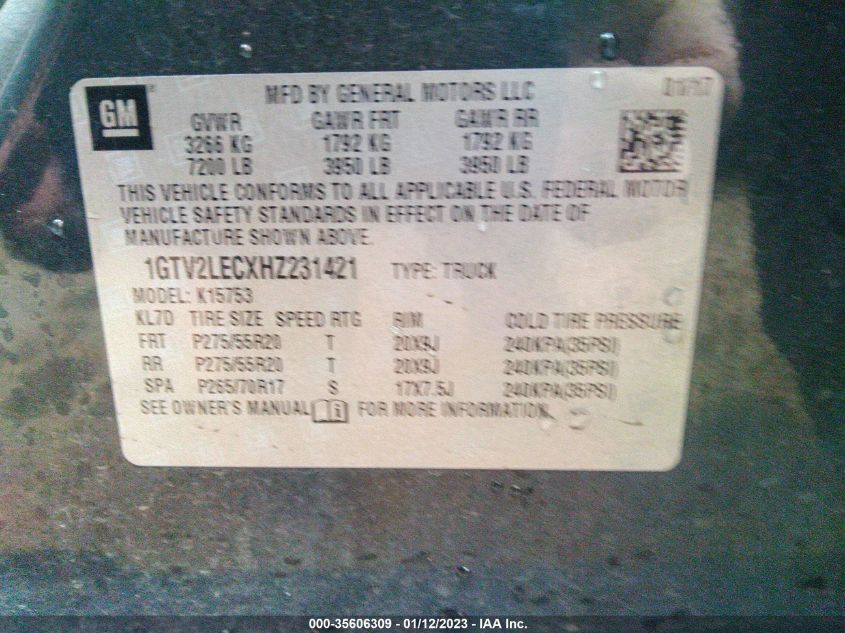 GM
MFD BY GENERAL MOTORS LLC 01/17
GVWR GAWR FRT GAWR RR
3266 KG 1792 KG 1792 KG
7200 LB 3950 LB 3950 LB
THIS VEHICLE CONFORMS TO ALL APPLICABLE U.S. FEDERAL MOTOR
VEHICLE SAFETY STANDARDS IN EFFECT ON THE DATE OF
MANUFACTURE SHOWN ABOVE.
1GTV2LECXHZ231421 TYPE: TRUCK
MODEL: K15753
KL7D TIRE SIZE SPEED RTG RIM COLD TIRE PRESSURE
FRT P275/55R20 T 20X9J 240KPA(35PSI)
RR P275/55R20 T 20X9J 240KPA(35PSI)
SPA P265/70R17 S 17X7.5J 240KPA(35PSI)
SEE OWNER'S MANUAL i FOR MORE INFORMATION.
000-35606309 - 01/12/2023 - IAA Inc.